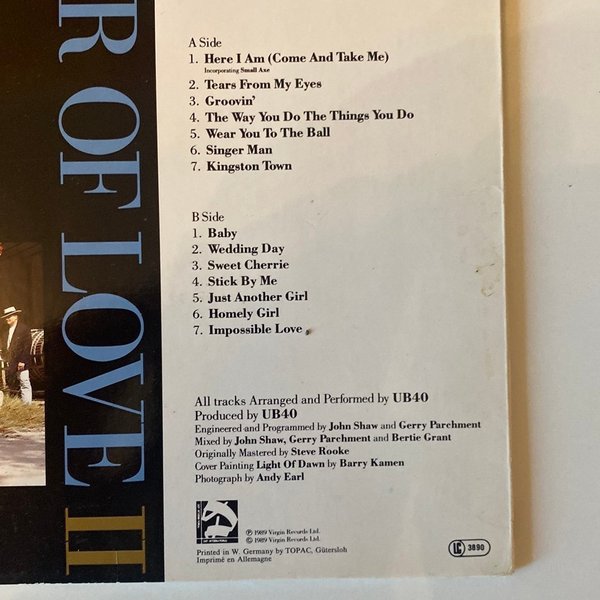 R OF LOVE II
A Side
1. Here I Am (Come And Take Me)
Incorporating Small Axe
2. Tears From My Eyes
3. Groovin'
4. The Way You Do The Things You Do
5. Wear You To The Ball
6. Singer Man
7. Kingston Town
B Side
1. Baby
2. Wedding Day
3. Sweet Cherrie
4. Stick By Me
5. Just Another Girl
6. Homely Girl
7. Impossible Love
All tracks Arranged and Performed by UB40
Produced by UB40
Engineered and Programmed by John Shaw and Gerry Parchment
Mixed by John Shaw, Gerry Parchment and Bertie Grant
Originally Mastered by Steve Rooke
Cover Painting Light Of Dawn by Barry Kamen
Photograph by Andy Earl
℗ 1989 Virgin Records Ltd.
© 1989 Virgin Records Ltd.
Printed in W. Germany by TOPAC, Gütersloh
Imprimé en Allemagne
LC 3890